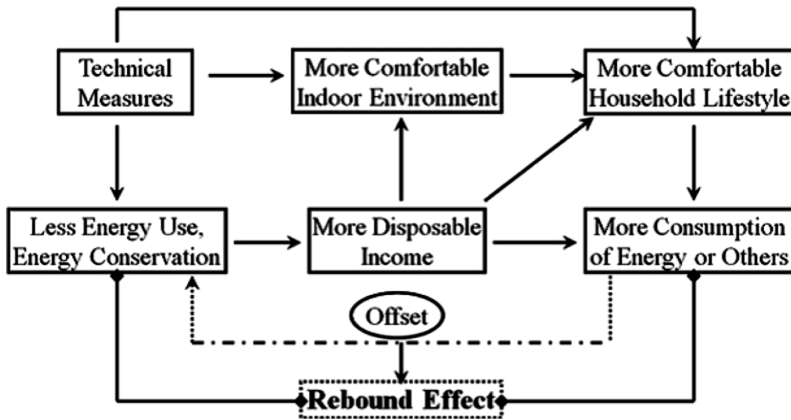 Technical
Measures
More Comfortable
Indoor Environment
More Comfortable
Household Lifestyle
Less Energy Use,
Energy Conservation
More Disposable
Income
More Consumption
of Energy or Others
Offset
Rebound Effect